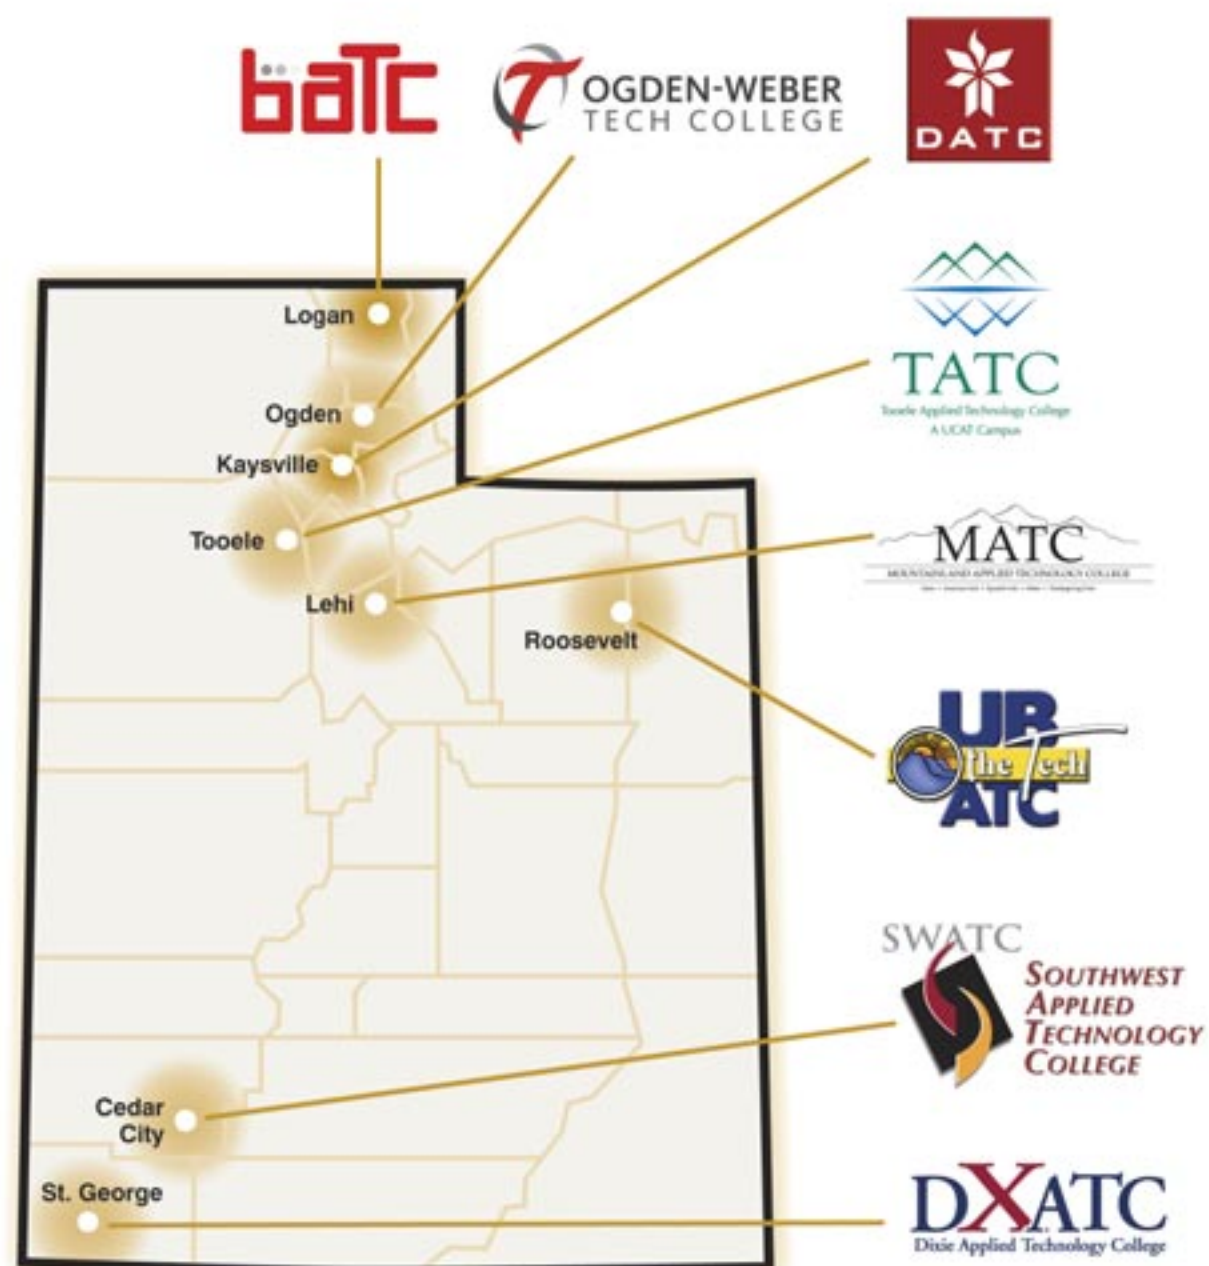 baTc
OGDEN-WEBER
TECH COLLEGE
DATC
Logan
Ogden
Kaysville
Tooele
Lehi
Roosevelt
TATC
Tooele Applied Technology College
A UCAT Campus
MATC
MOUNTAINLAND APPLIED TECHNOLOGY COLLEGE
UB
the Tech
ATC
SWATC
SOUTHWEST
APPLIED
TECHNOLOGY
COLLEGE
Cedar
City
St. George
DXATC
Dixie Applied Technology College